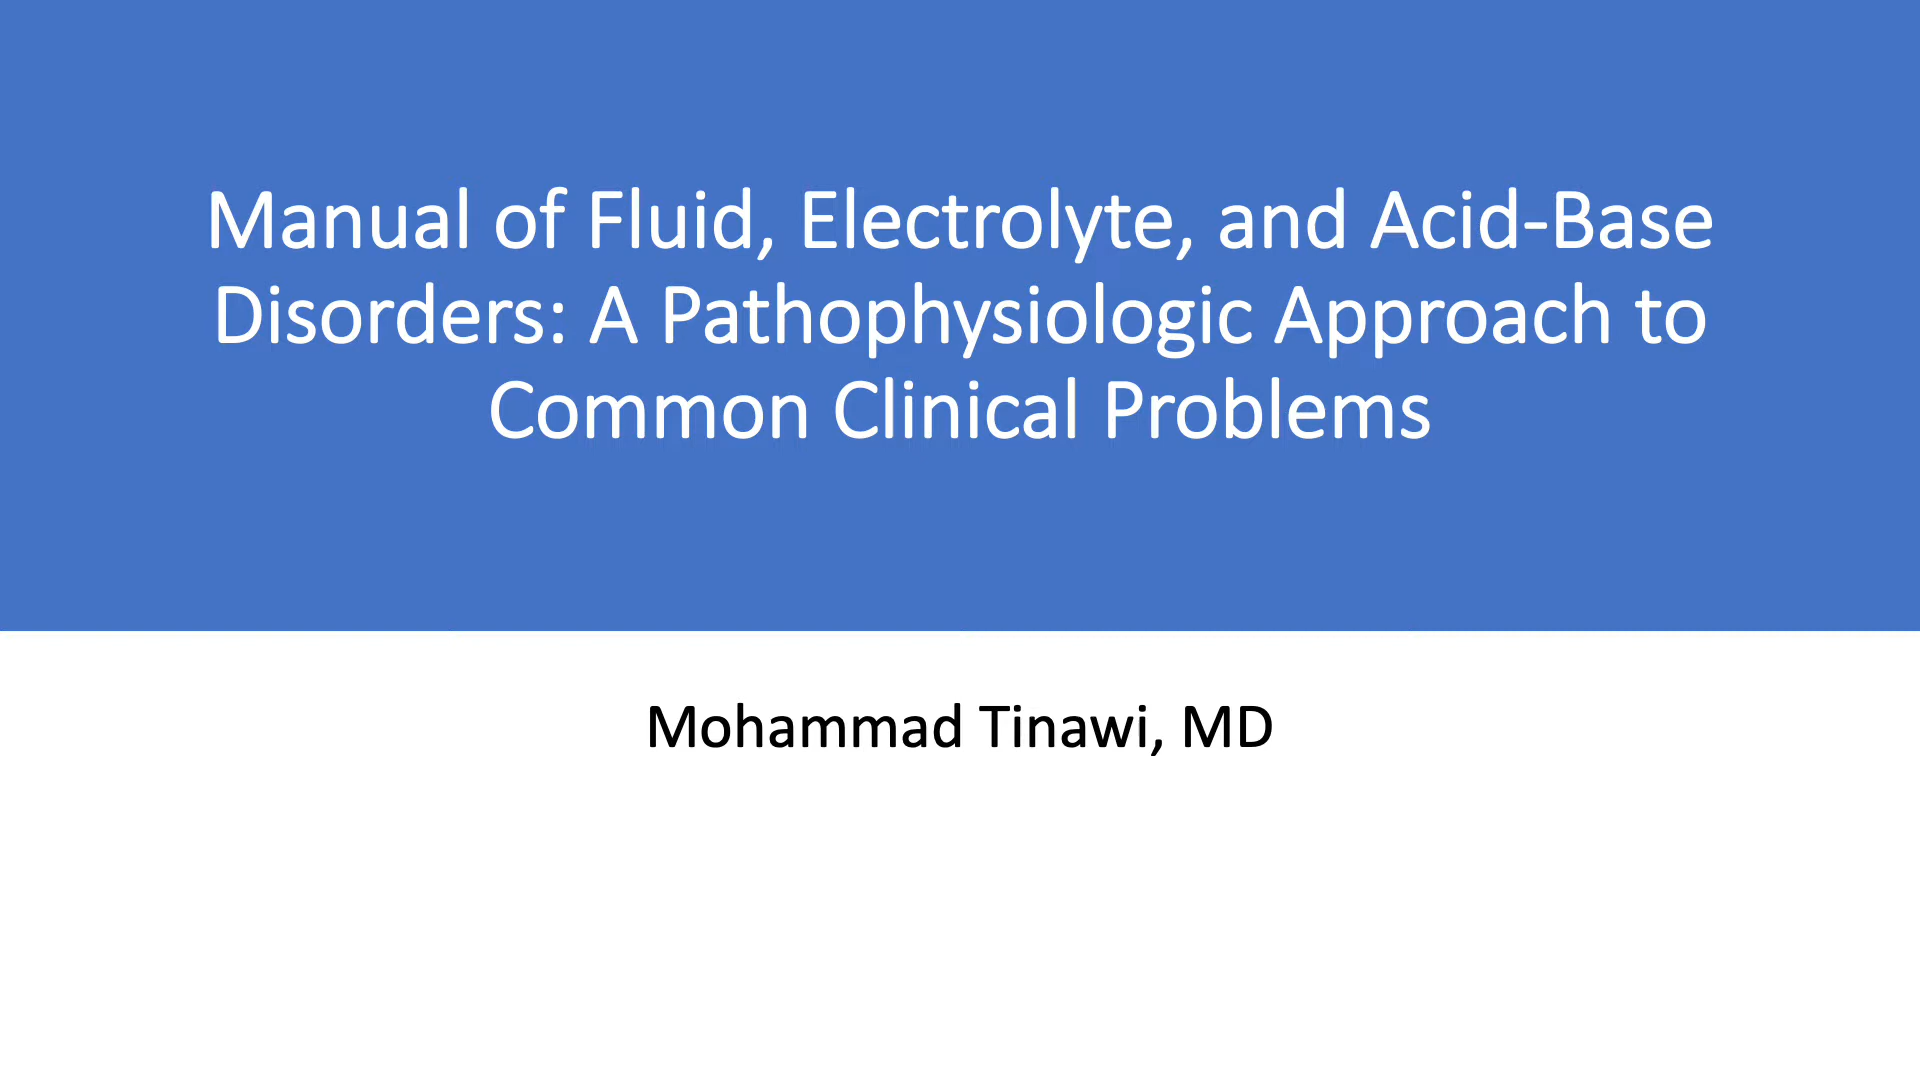 Manual of Fluid, Electrolyte, and Acid-Base
Disorders: A Pathophysiologic Approach to
Common Clinical Problems
Mohammad Tinawi, MD